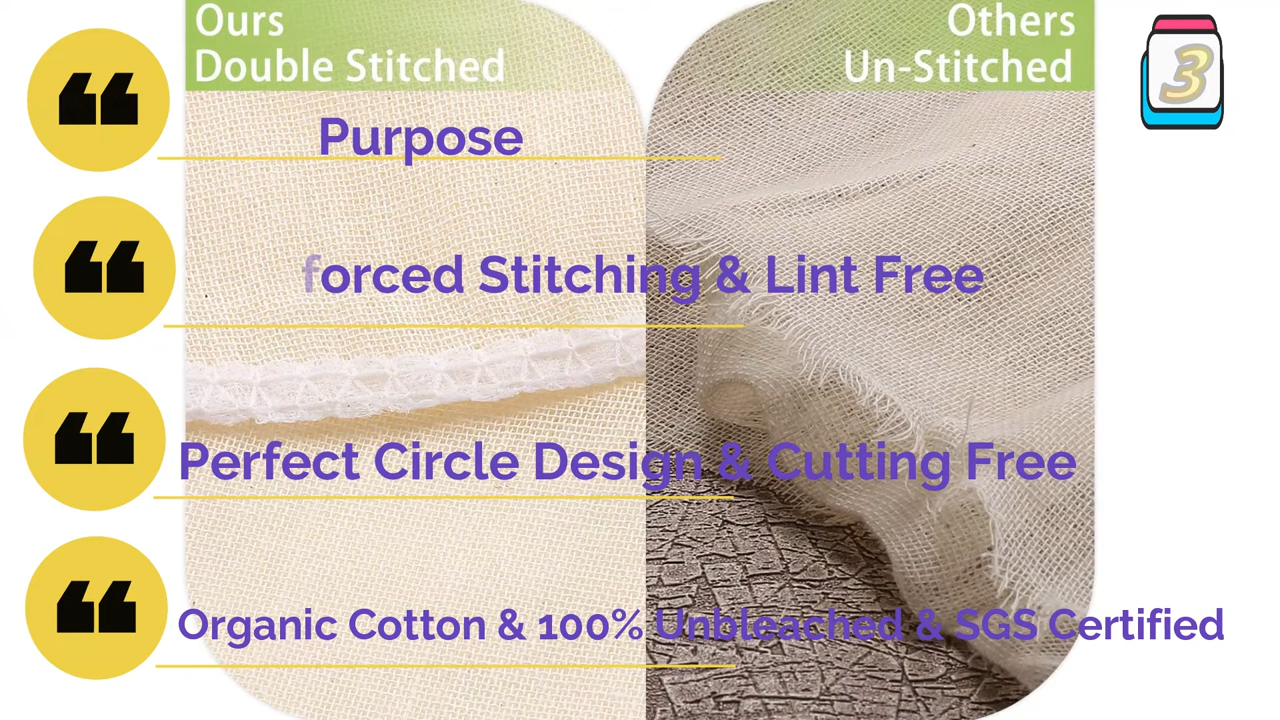 Ours
Double Stitched
Others
Un-Stitched
3
Purpose
forced Stitching & Lint Free
Perfect Circle Design & Cutting Free
Organic Cotton & 100% Unbleached & SGS Certified